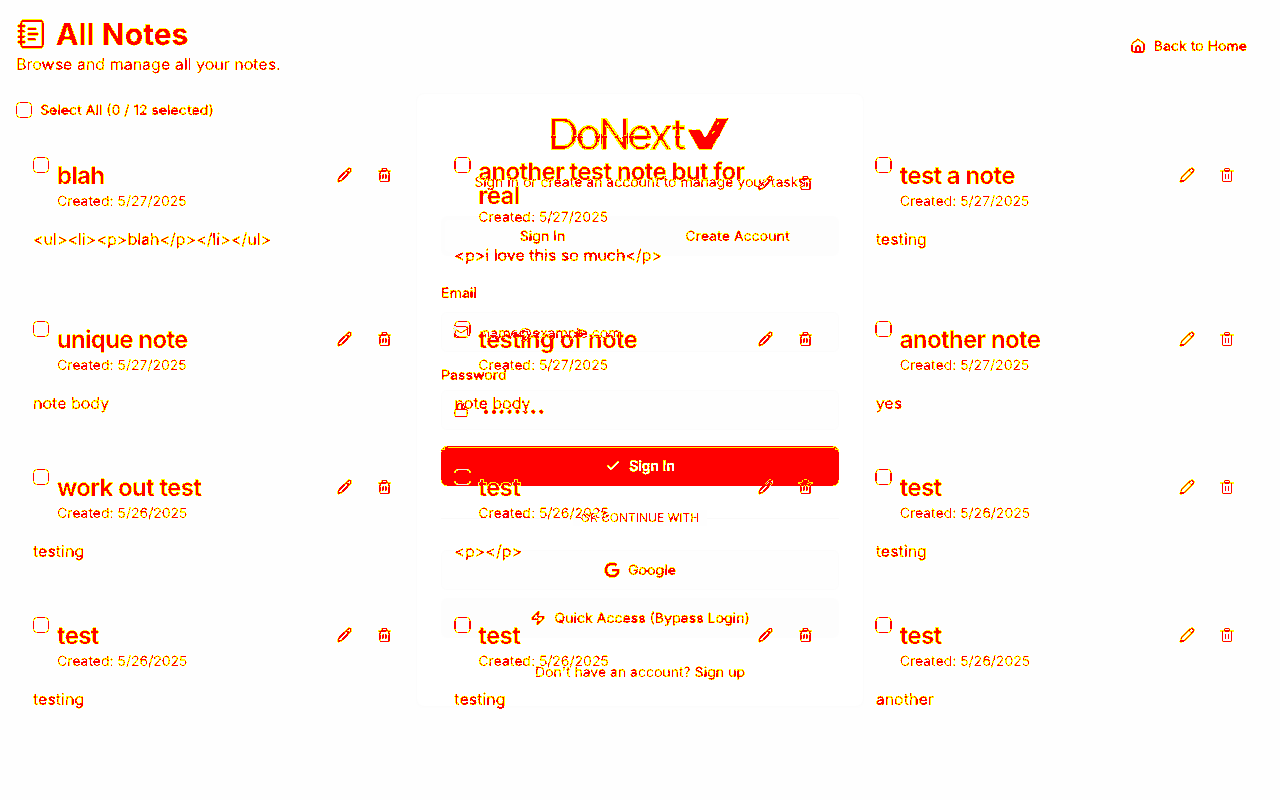 All Notes
Browse and manage all your notes.
Back to Home
Select All (0 / 12 selected)
DoNext
Sign in or create an account to manage your tasks
blah
Created: 5/27/2025
<ul><li><p>blah</p></li></ul>
another test note but for
real
Created: 5/27/2025
<p>i love this so much</p>
test a note
Created: 5/27/2025
testing
Sign In
Create Account
Email
name@example.com
Password
unique note
Created: 5/27/2025
note body
testing of note
Created: 5/27/2025
note body
another note
Created: 5/27/2025
yes
Sign In
OR CONTINUE WITH
work out test
Created: 5/26/2025
testing
test
Created: 5/26/2025
<p></p>
test
Created: 5/26/2025
testing
Google
Quick Access (Bypass Login)
Don't have an account? Sign up
test
Created: 5/26/2025
testing
test
Created: 5/26/2025
testing
test
Created: 5/26/2025
another